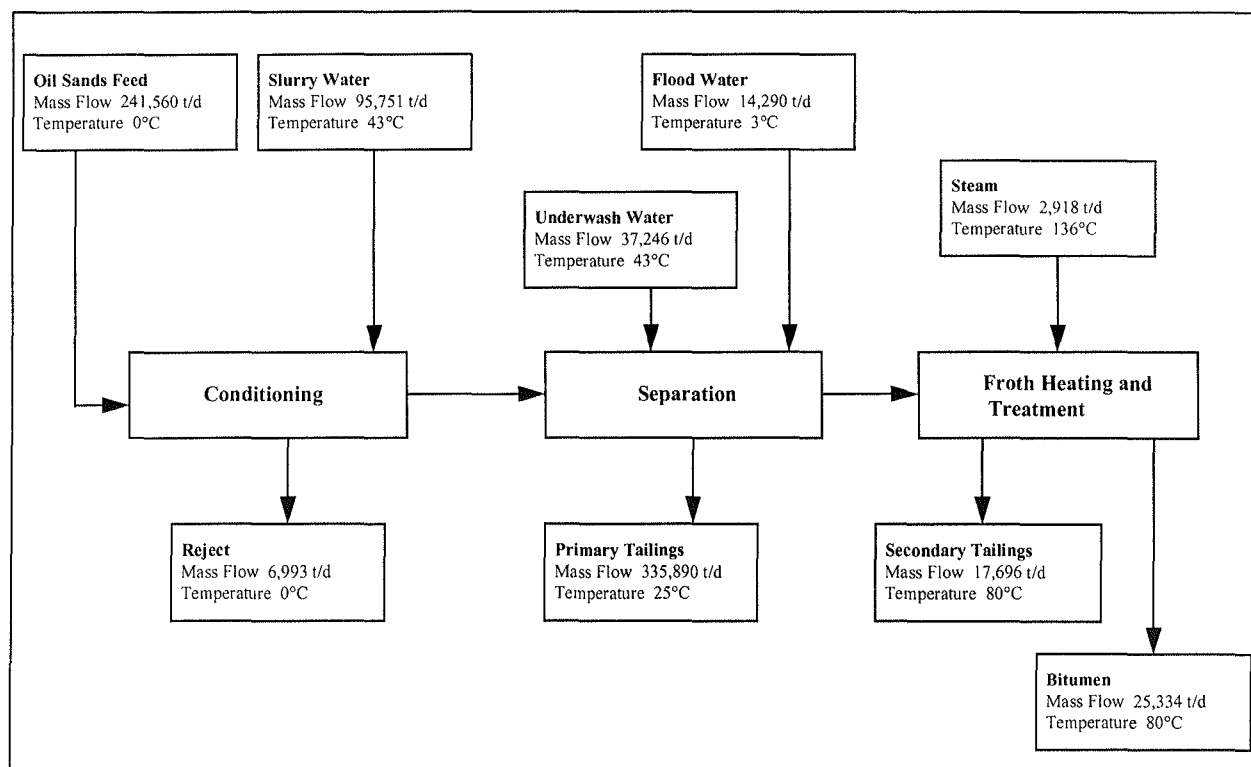 Oil Sands Feed
Mass Flow 241,560 t/d
Temperature 0°C
Slurry Water
Mass Flow 95,751 t/d
Temperature 43°C
Flood Water
Mass Flow 14,290 t/d
Temperature 3°C
Steam
Mass Flow 2,918 t/d
Temperature 136°C
Underwash Water
Mass Flow 37,246 t/d
Temperature 43°C
Conditioning
Separation
Froth Heating and
Treatment
Reject
Mass Flow 6,993 t/d
Temperature 0°C
Primary Tailings
Mass Flow 335,890 t/d
Temperature 25°C
Secondary Tailings
Mass Flow 17,696 t/d
Temperature 80°C
Bitumen
Mass Flow 25,334 t/d
Temperature 80°C